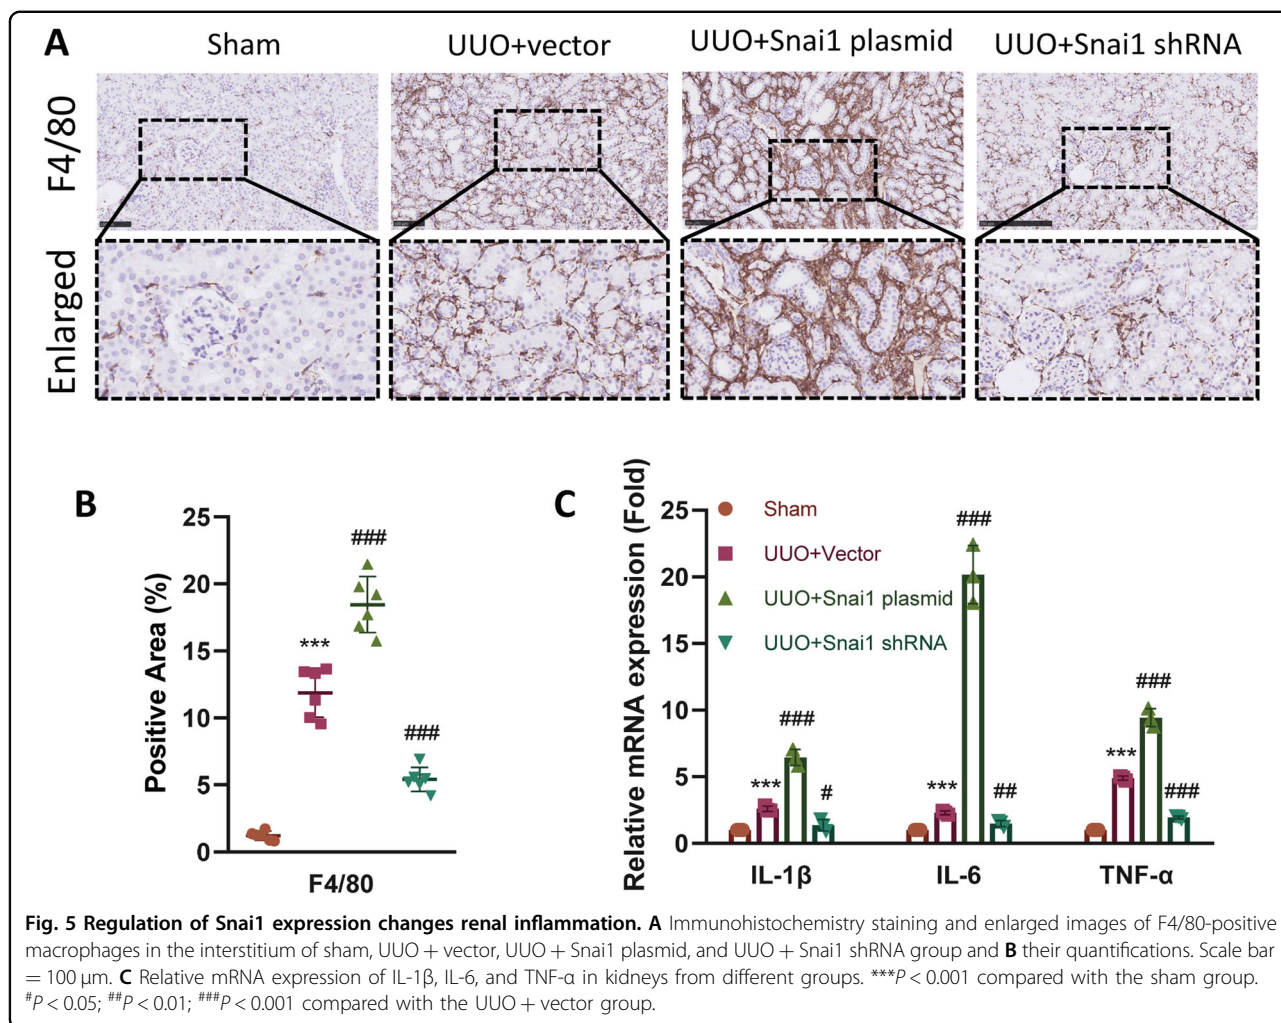 A
Sham
UUO+vector
UUO+Snai1 plasmid
UUO+Snai1 shRNA
F4/80
Enlarged
B
Positive Area (%)
25
20
15
10
5
0
***
###
###
F4/80
C
Relative mRNA expression (Fold)
25
20
15
10
5
0
Sham
UUO+Vector
UUO+Snai1 plasmid
UUO+Snai1 shRNA
***
###
#
***
###
##
***
###
###
IL-1β
IL-6
TNF-α
Fig. 5 Regulation of Snai1 expression changes renal inflammation. A Immunohistochemistry staining and enlarged images of F4/80-positive
macrophages in the interstitium of sham, UUO + vector, UUO + Snai1 plasmid, and UUO + Snai1 shRNA group and B their quantifications. Scale bar
= 100 μm. C Relative mRNA expression of IL-1β, IL-6, and TNF-α in kidneys from different groups. ***P < 0.001 compared with the sham group.
#P < 0.05; ##P < 0.01; ###P < 0.001 compared with the UUO + vector group.